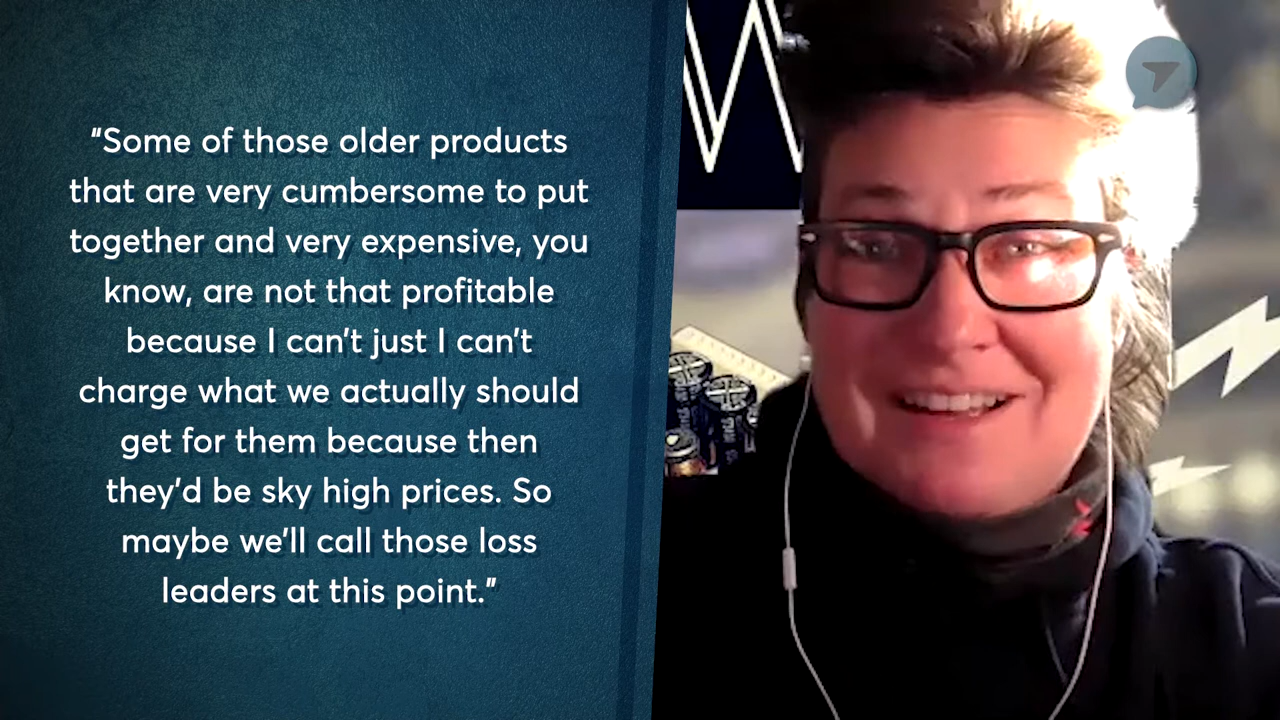 “Some of those older products
that are very cumbersome to put
together and very expensive, you
know, are not that profitable
because I can’t just I can’t
charge what we actually should
get for them because then
they’d be sky high prices. So
maybe we’ll call those loss
leaders at this point.”